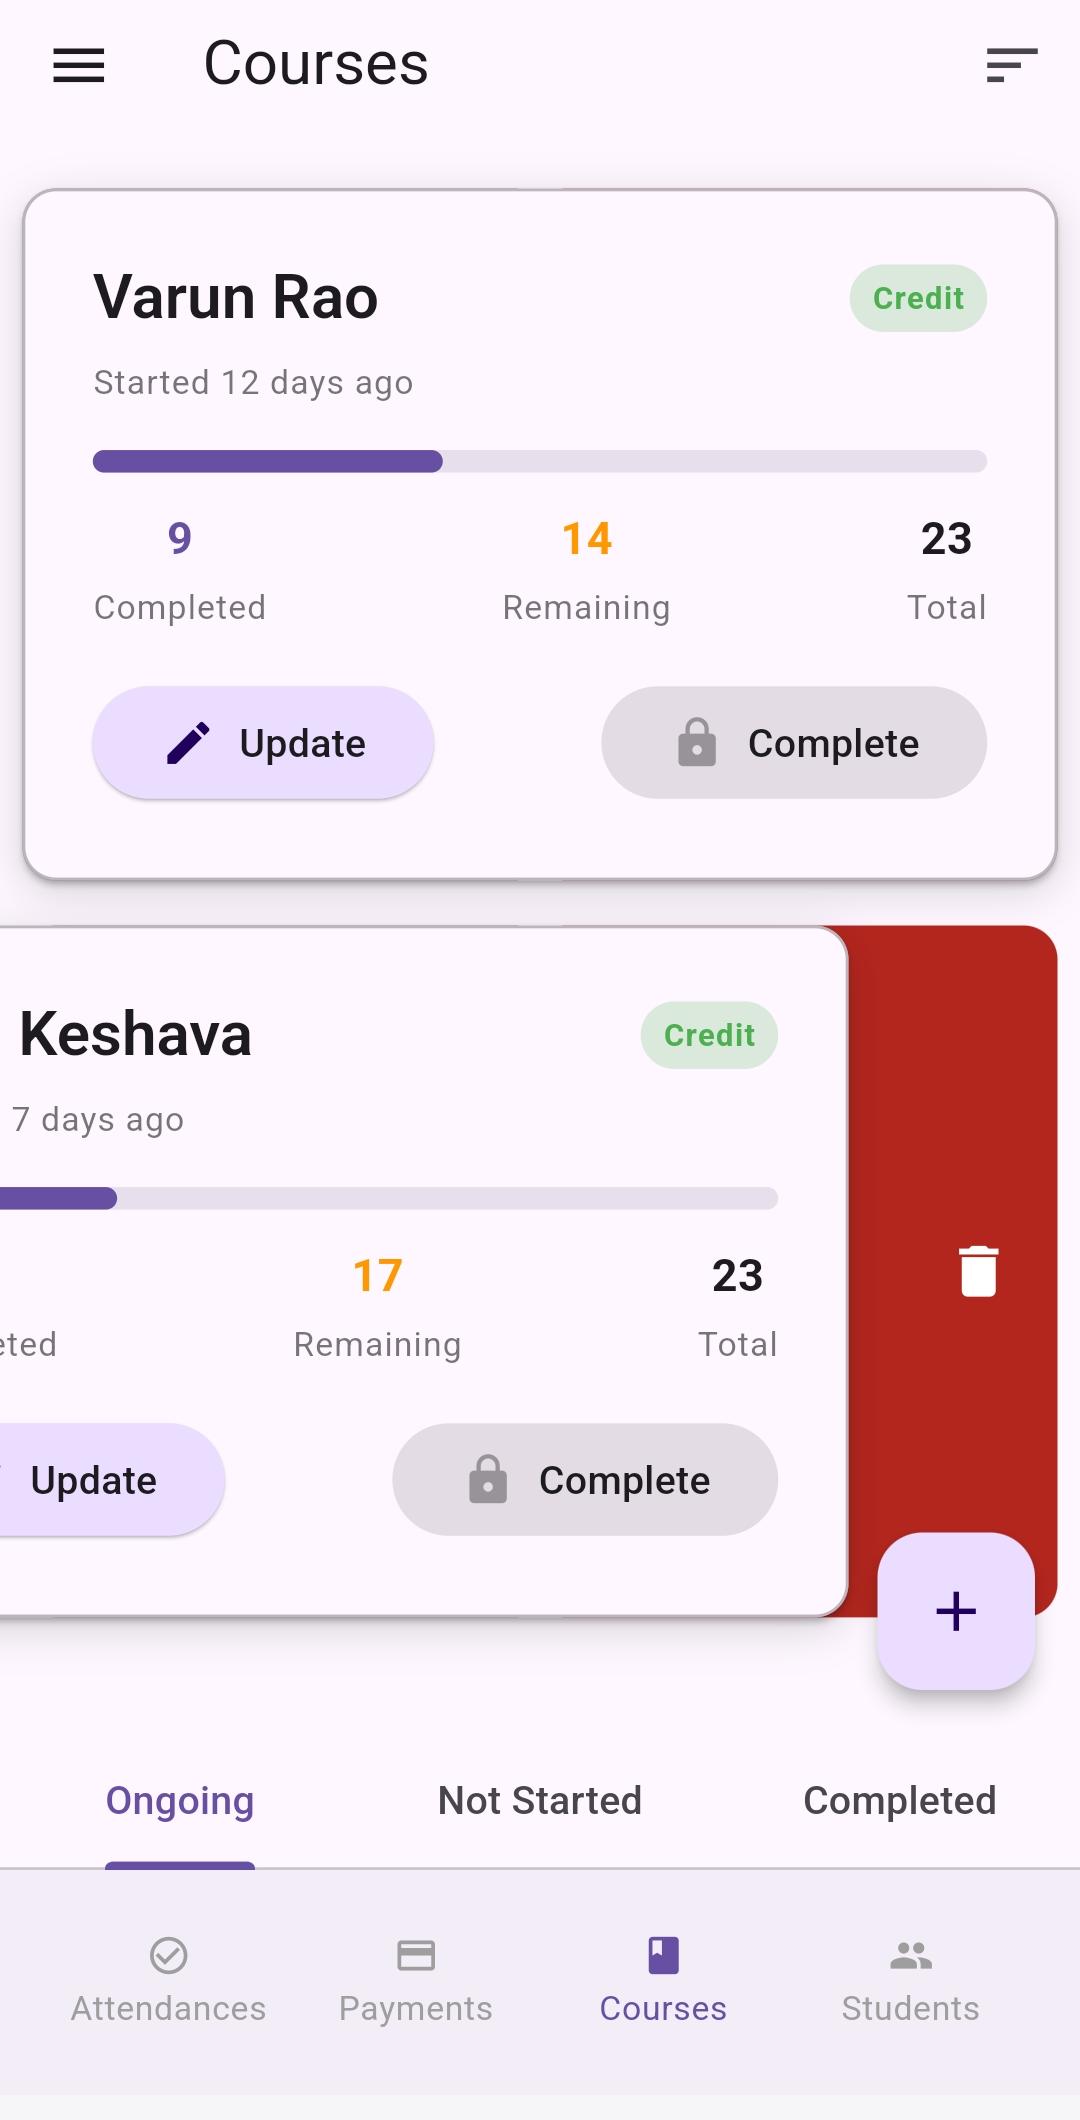 Courses
Varun Rao
Credit
Started 12 days ago
9
14
23
Completed
Remaining
Total
Update
Complete
Keshava
Credit
7 days ago
17
23
eted
Remaining
Total
Update
Complete
+
Ongoing
Not Started
Completed
Attendances
Payments
Courses
Students